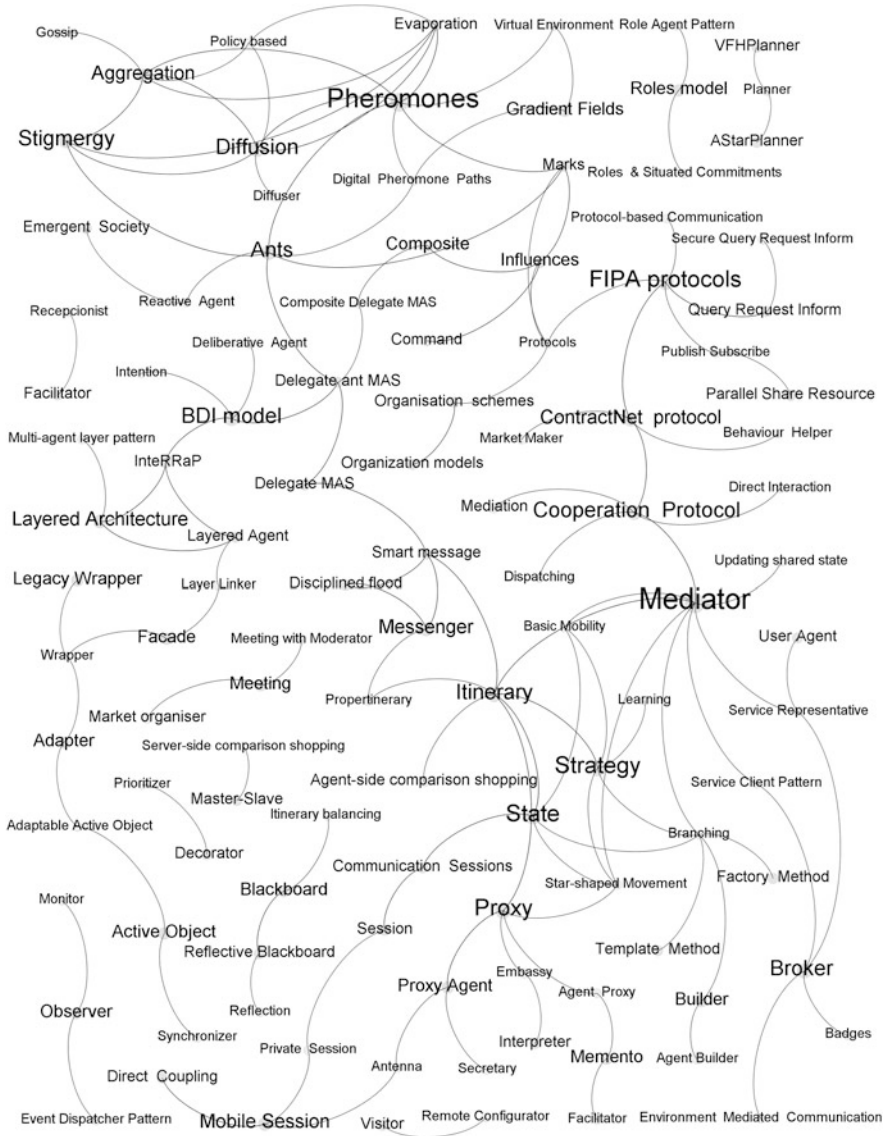 Gossip
Policy based
Evaporation
Virtual Environment
Role Agent Pattern
VFHPlanner
Aggregation
Pheromones
Roles model
Planner
Gradient Fields
Stigmergy
Diffusion
AStarPlanner
Marks
Diffuser
Digital Pheromone Paths
Roles & Situated Commitments
Emergent Society
Protocol-based Communication
Ants
Composite
Influences
Secure Query Request Inform
FIPA protocols
Reactive Agent
Composite Delegate MAS
Recepcionist
Query Request Inform
Deliberative Agent
Command
Protocols
Publish Subscribe
Intention
Delegate ant MAS
Facilitator
Organisation schemes
Parallel Share Resource
BDI model
ContractNet protocol
Multi-agent layer pattern
Market Maker
Behaviour Helper
InteRRaP
Organization models
Delegate MAS
Direct Interaction
Mediation
Cooperation Protocol
Layered Architecture
Layered Agent
Smart message
Updating shared state
Legacy Wrapper
Layer Linker
Disciplined flood
Dispatching
Mediator
Facade
Meeting with Moderator
Messenger
Basic Mobility
User Agent
Wrapper
Meeting
Propertinerary
Itinerary
Learning
Service Representative
Market organiser
Adapter
Server-side comparison shopping
Strategy
Prioritizer
Agent-side comparison shopping
Service Client Pattern
Master-Slave
Itinerary balancing
State
Adaptable Active Object
Branching
Decorator
Communication Sessions
Blackboard
Star-shaped Movement
Factory Method
Monitor
Proxy
Active Object
Session
Reflective Blackboard
Template Method
Embassy
Broker
Proxy Agent
Agent Proxy
Observer
Reflection
Builder
Synchronizer
Private Session
Interpreter
Badges
Antenna
Secretary
Memento
Agent Builder
Direct Coupling
Event Dispatcher Pattern
Mobile Session
Visitor
Remote Configurator
Facilitator
Environment Mediated Communication